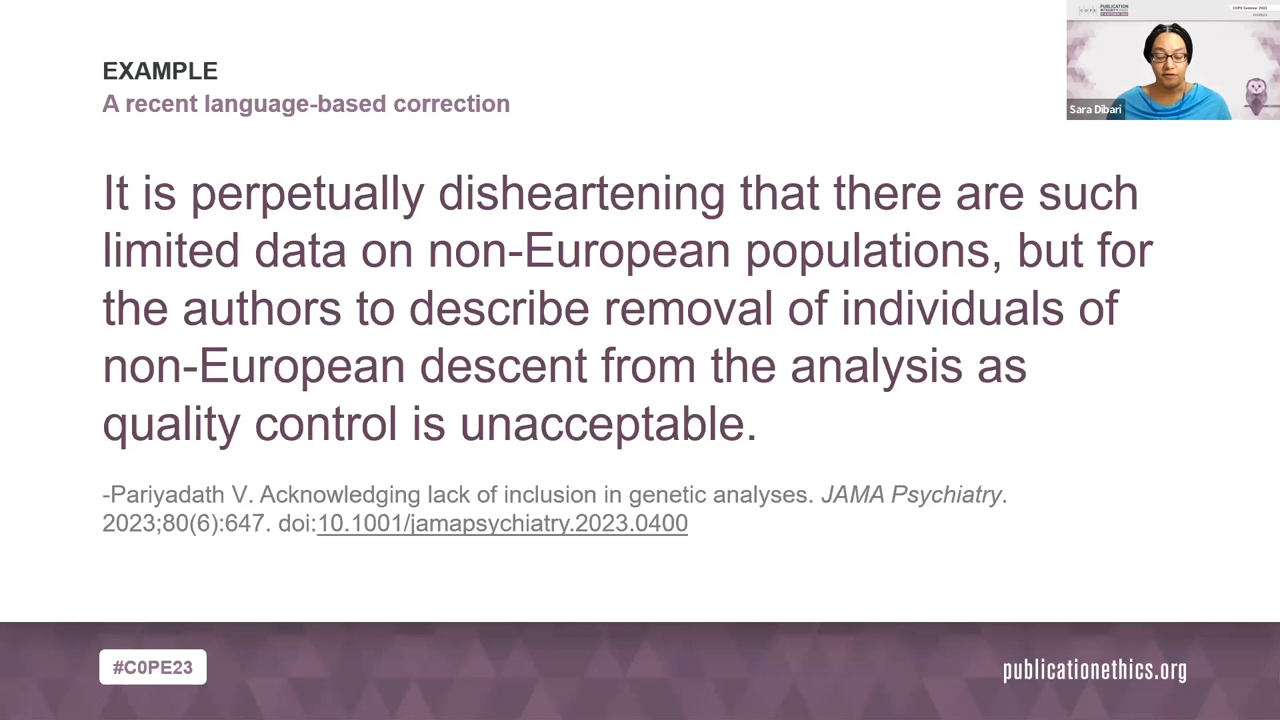 EXAMPLE
A recent language-based correction
It is perpetually disheartening that there are such
limited data on non-European populations, but for
the authors to describe removal of individuals of
non-European descent from the analysis as
quality control is unacceptable.
-Pariyadath V. Acknowledging lack of inclusion in genetic analyses. JAMA Psychiatry.
2023;80(6):647. doi:10.1001/jamapsychiatry.2023.0400
#C0PE23
publicationethics.org
PUBLICATION
Sara Dibari